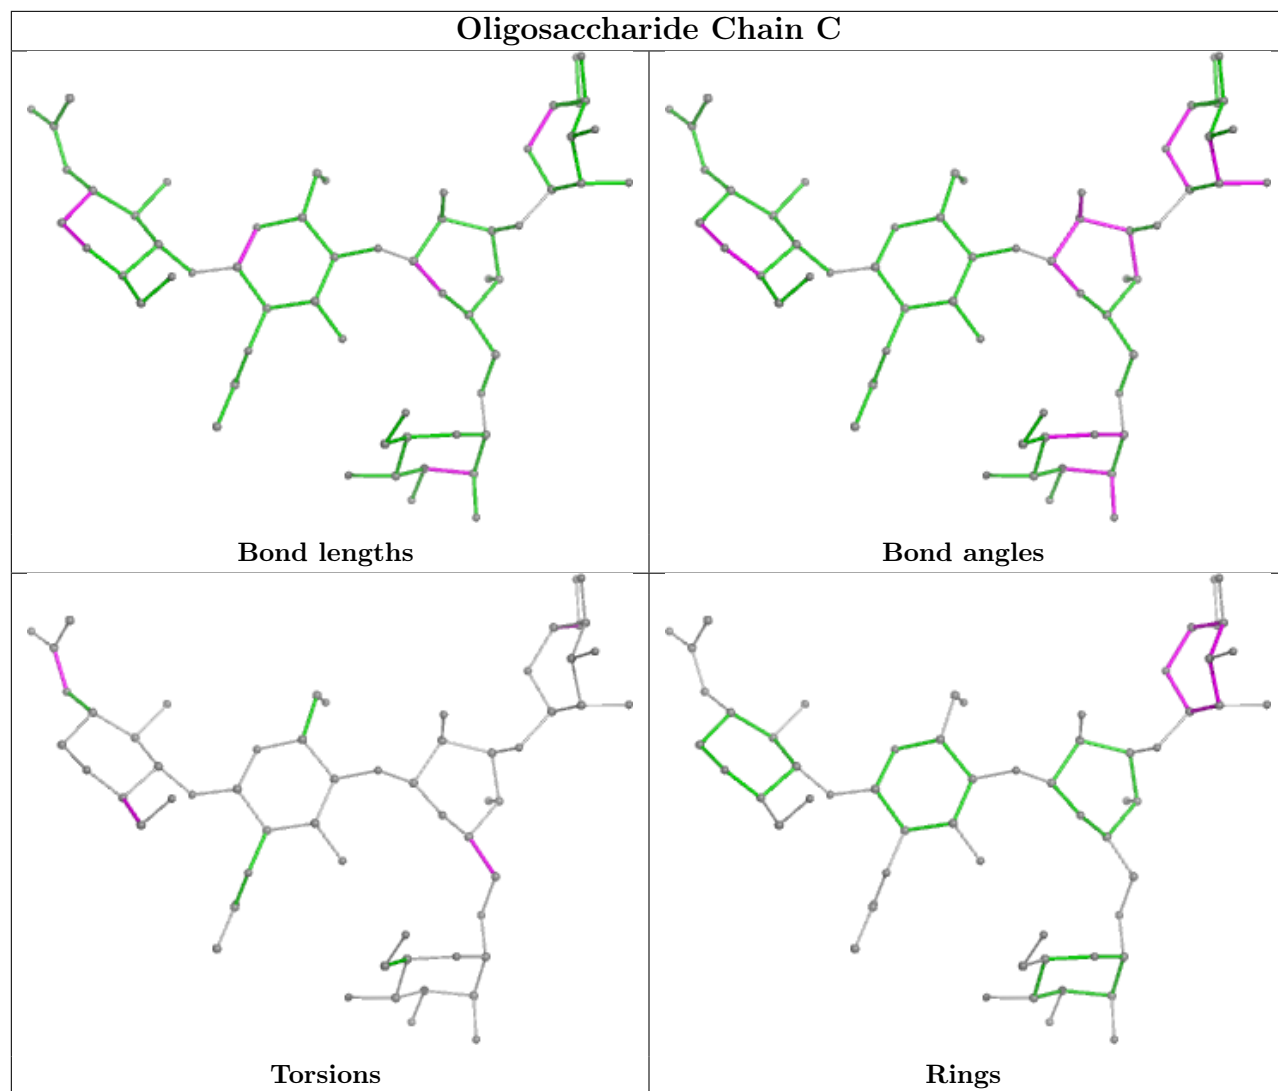 Oligosaccharide Chain C
Bond lengths
Bond angles
Torsions
Rings